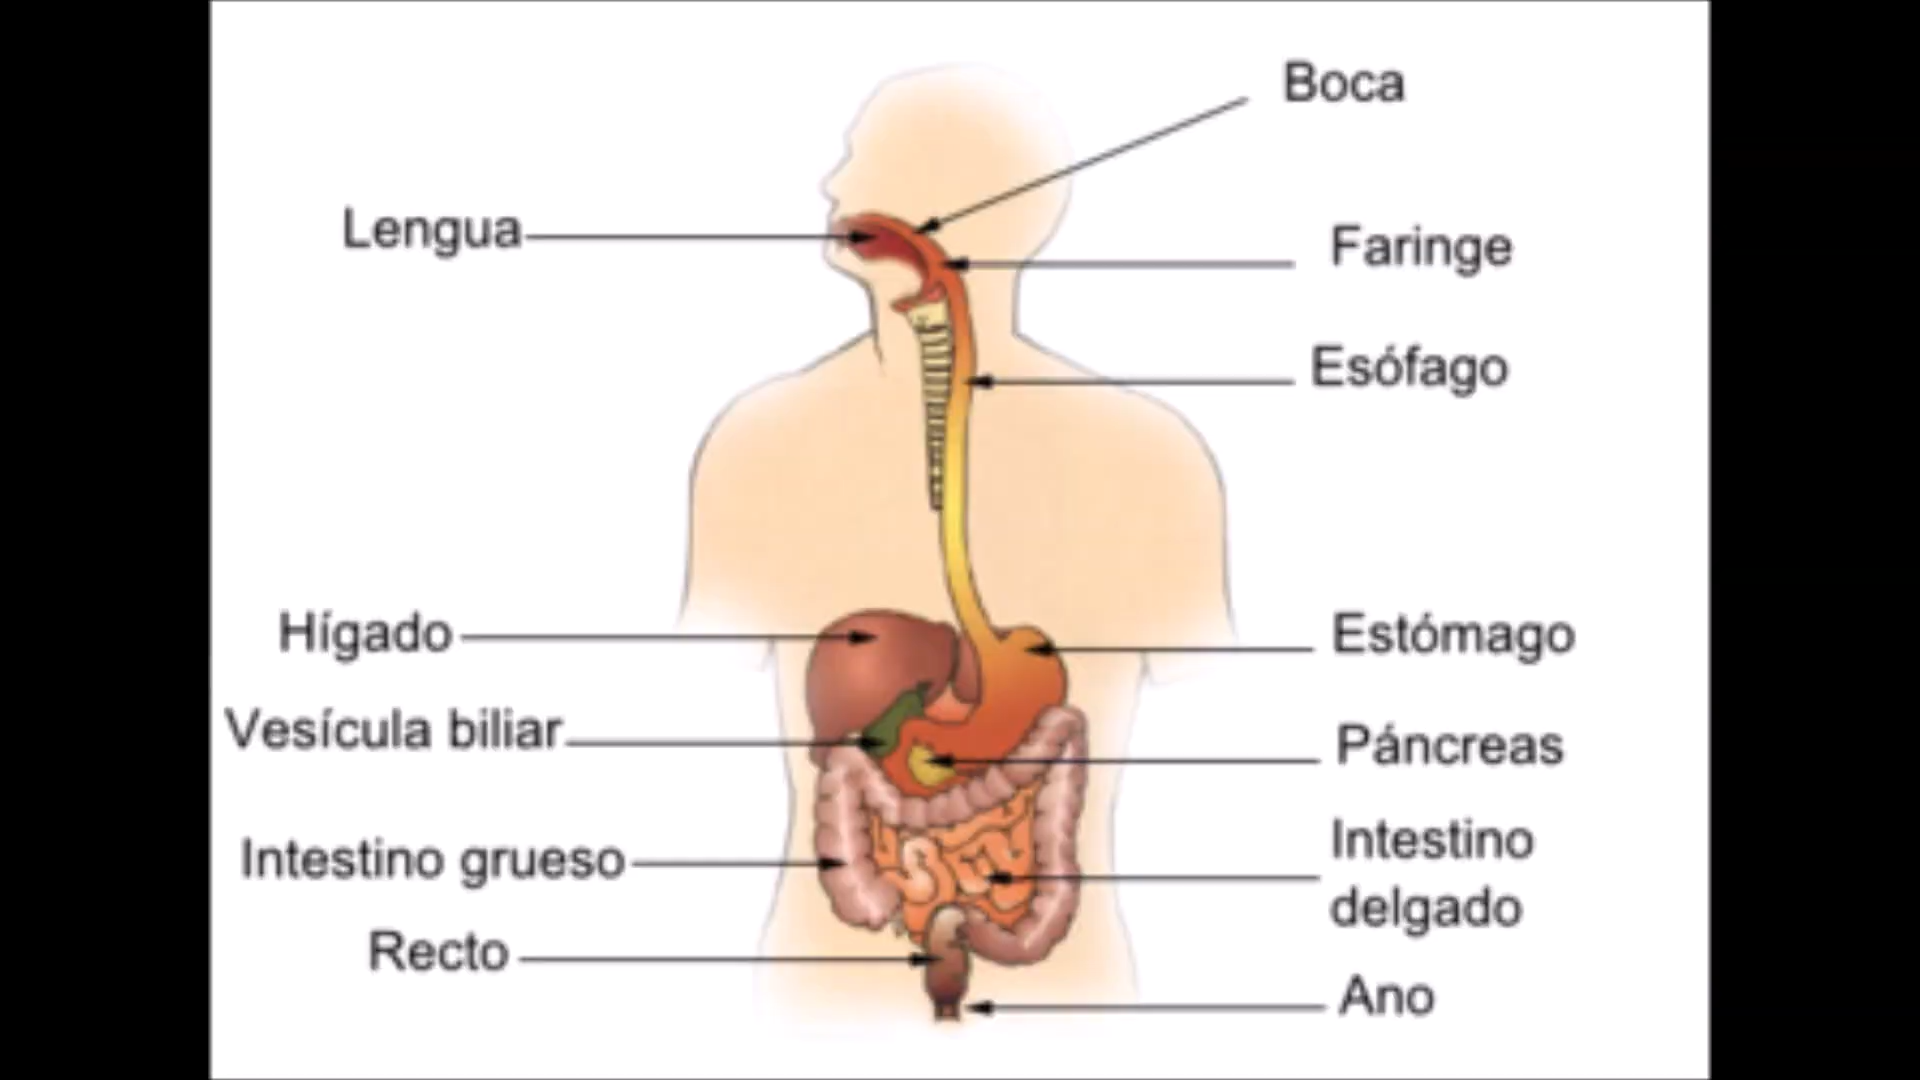 Boca
Lengua
Faringe
Esófago
Hígado
Estómago
Vesícula biliar
Páncreas
Intestino grueso
Intestino
delgado
Recto
Ano